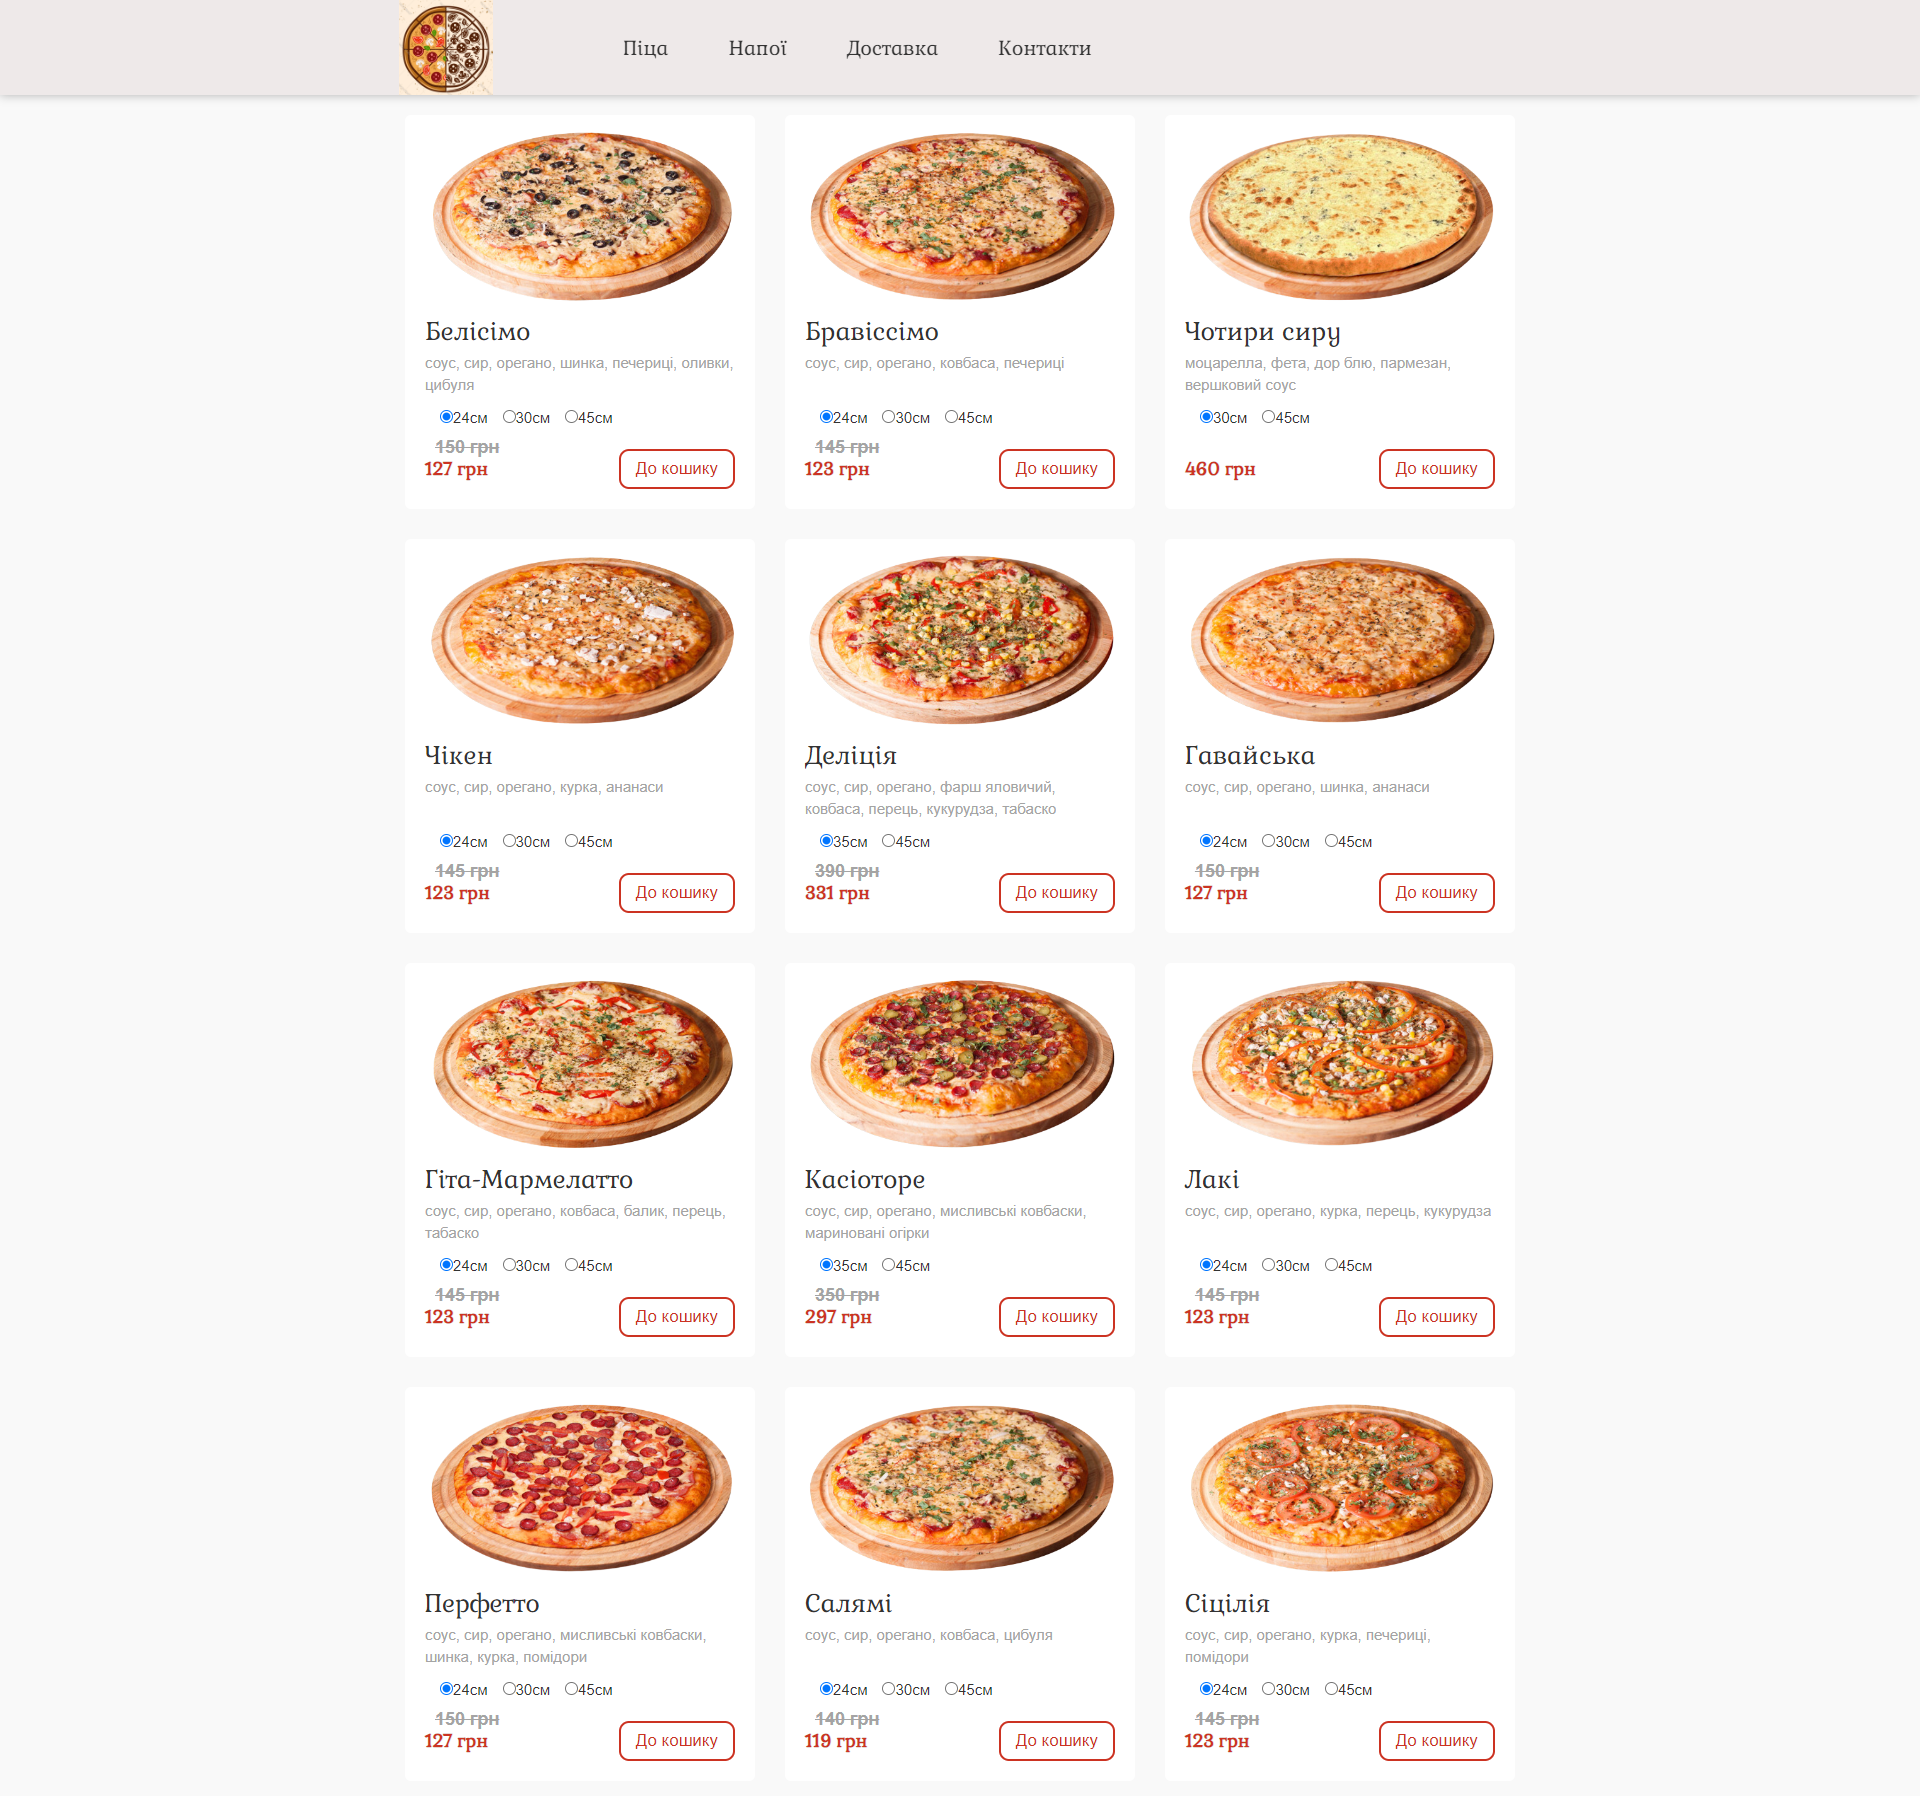 Піца Напої Доставка Контакти
Белісімо
соус, сир, орегано, шинка, печериці, оливки,
цибуля
24см 30см 45см
150 грн
127 грн До кошику
Бравіссімо
соус, сир, орегано, ковбаса, печериці
24см 30см 45см
145 грн
123 грн До кошику
Чотири сиру
моцарелла, фета, дор блю, пармезан,
вершковий соус
30см 45см
460 грн До кошику
Чікен
соус, сир, орегано, курка, ананаси
24см 30см 45см
145 грн
123 грн До кошику
Деліція
соус, сир, орегано, фарш яловичий,
ковбаса, перець, кукурудза, табаско
35см 45см
390 грн
331 грн До кошику
Гавайська
соус, сир, орегано, шинка, ананаси
24см 30см 45см
150 грн
127 грн До кошику
Гіта-Мармелатто
соус, сир, орегано, ковбаса, балик, перець,
табаско
24см 30см 45см
145 грн
123 грн До кошику
Касіоторе
соус, сир, орегано, мисливські ковбаски,
мариновані огірки
35см 45см
350 грн
297 грн До кошику
Лакі
соус, сир, орегано, курка, перець, кукурудза
24см 30см 45см
145 грн
123 грн До кошику
Перфетто
соус, сир, орегано, мисливські ковбаски,
шинка, курка, помідори
24см 30см 45см
150 грн
127 грн До кошику
Салямі
соус, сир, орегано, ковбаса, цибуля
24см 30см 45см
140 грн
119 грн До кошику
Сіцілія
соус, сир, орегано, курка, печериці,
помідори
24см 30см 45см
145 грн
123 грн До кошику